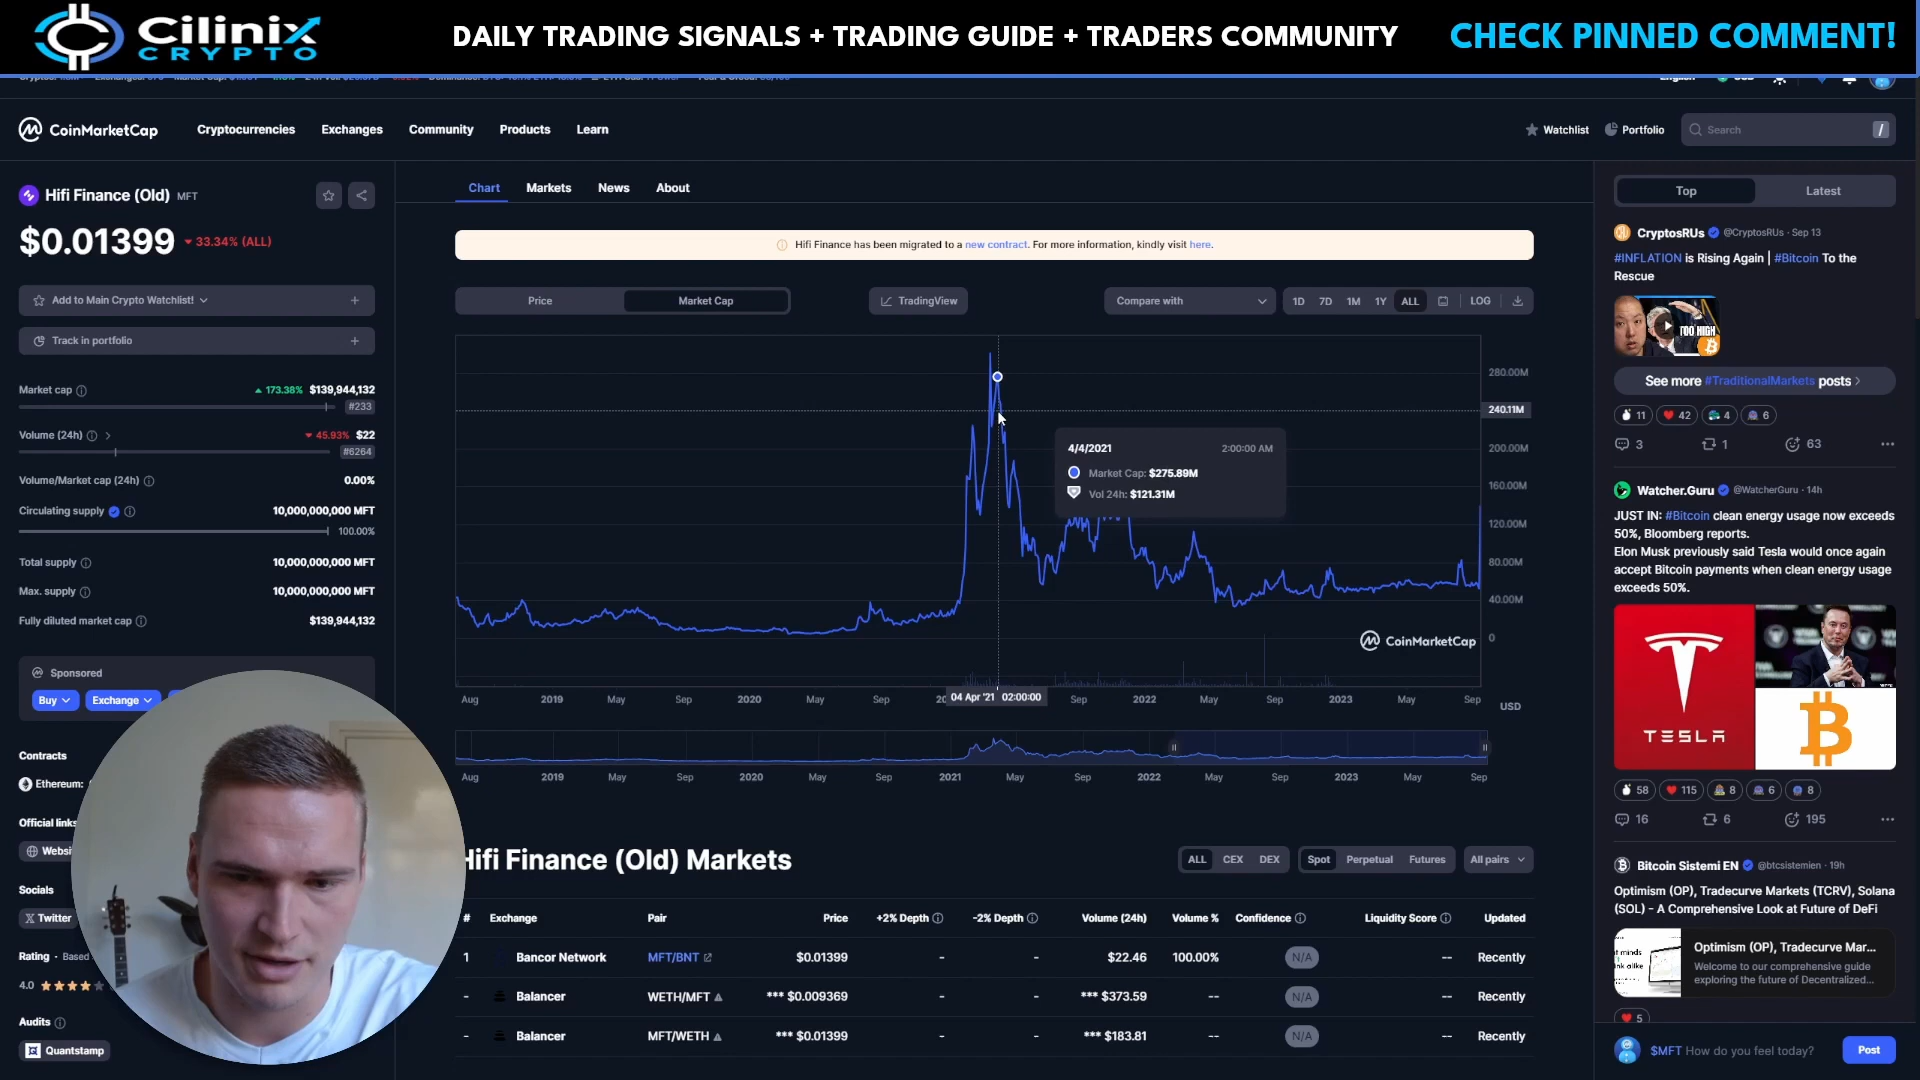 Cilinix
CRYPTO
DAILY TRADING SIGNALS + TRADING GUIDE + TRADERS COMMUNITY
CHECK PINNED COMMENT!
English
CoinMarketCap
Cryptocurrencies
Exchanges
Community
Products
Learn
Watchlist
Portfolio
Search
/
Hifi Finance (Old) MFT
$0.01399
33.34% (ALL)
Add to Main Crypto Watchlist!
+
Track in portfolio
+
Market cap
173.38% $139,944,132
#233
Volume (24h)
45.93% $22
#6264
Volume/Market cap (24h)
0.00%
Circulating supply
10,000,000,000 MFT
100.00%
Total supply
10,000,000,000 MFT
Max. supply
10,000,000,000 MFT
Fully diluted market cap
$139,944,132
Sponsored
Buy
Exchange
Contracts
Ethereum:
Official links
Socials
Twitter
Rating · Based
4.0
Audits
Quantstamp
Chart
Markets
News
About
Hifi Finance has been migrated to a new contract. For more information, kindly visit here.
Price
Market Cap
TradingView
Compare with
1D 7D 1M 1Y ALL LOG
280.00M
240.11M
200.00M
160.00M
120.00M
80.00M
40.00M
0
4/4/2021 2:00:00 AM
Market Cap: $275.89M
Vol 24h: $121.31M
CoinMarketCap
Aug 2019 May Sep 2020 May Sep 04 Apr '21 02:00:00 Sep 2022 May Sep 2023 May Sep
USD
Aug 2019 May Sep 2020 May Sep 2021 May Sep 2022 May Sep 2023 May Sep
Hifi Finance (Old) Markets
ALL CEX DEX
Spot Perpetual Futures
All pairs
# Exchange Pair Price +2% Depth -2% Depth Volume (24h) Volume % Confidence Liquidity Score Updated
1 Bancor Network MFT/BNT $0.01399 - - $22.46 100.00% N/A -- Recently
- Balancer WETH/MFT *** $0.009369 - - *** $373.59 -- N/A -- Recently
- Balancer MFT/WETH *** $0.01399 - - *** $183.81 -- N/A -- Recently
Top
Latest
CryptosRUs @CryptosRUs · Sep 13
#INFLATION is Rising Again | #Bitcoin To the
Rescue
TOO HIGH
See more #TraditionalMarkets posts
11 42 4 6
3 1 63
Watcher.Guru @WatcherGuru · 14h
JUST IN: #Bitcoin clean energy usage now exceeds
50%, Bloomberg reports.
Elon Musk previously said Tesla would once again
accept Bitcoin payments when clean energy usage
exceeds 50%.
TESLA
58 115 8 6 8
16 6 195
Bitcoin Sistemi EN @btcsistemien · 19h
Optimism (OP), Tradecurve Markets (TCRV), Solana
(SOL) - A Comprehensive Look at Future of DeFi
Optimism (OP), Tradecurve Mar...
Welcome to our comprehensive guide
exploring the future of Decentralized...
5
$MFT How do you feel today?
Post